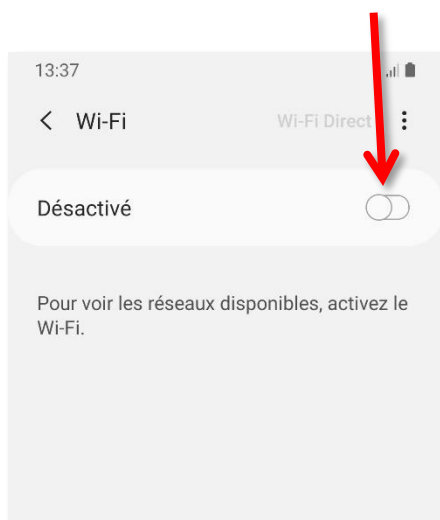 13:37
Wi-Fi
Wi-Fi Direct
Désactivé
Pour voir les réseaux disponibles, activez le
Wi-Fi.